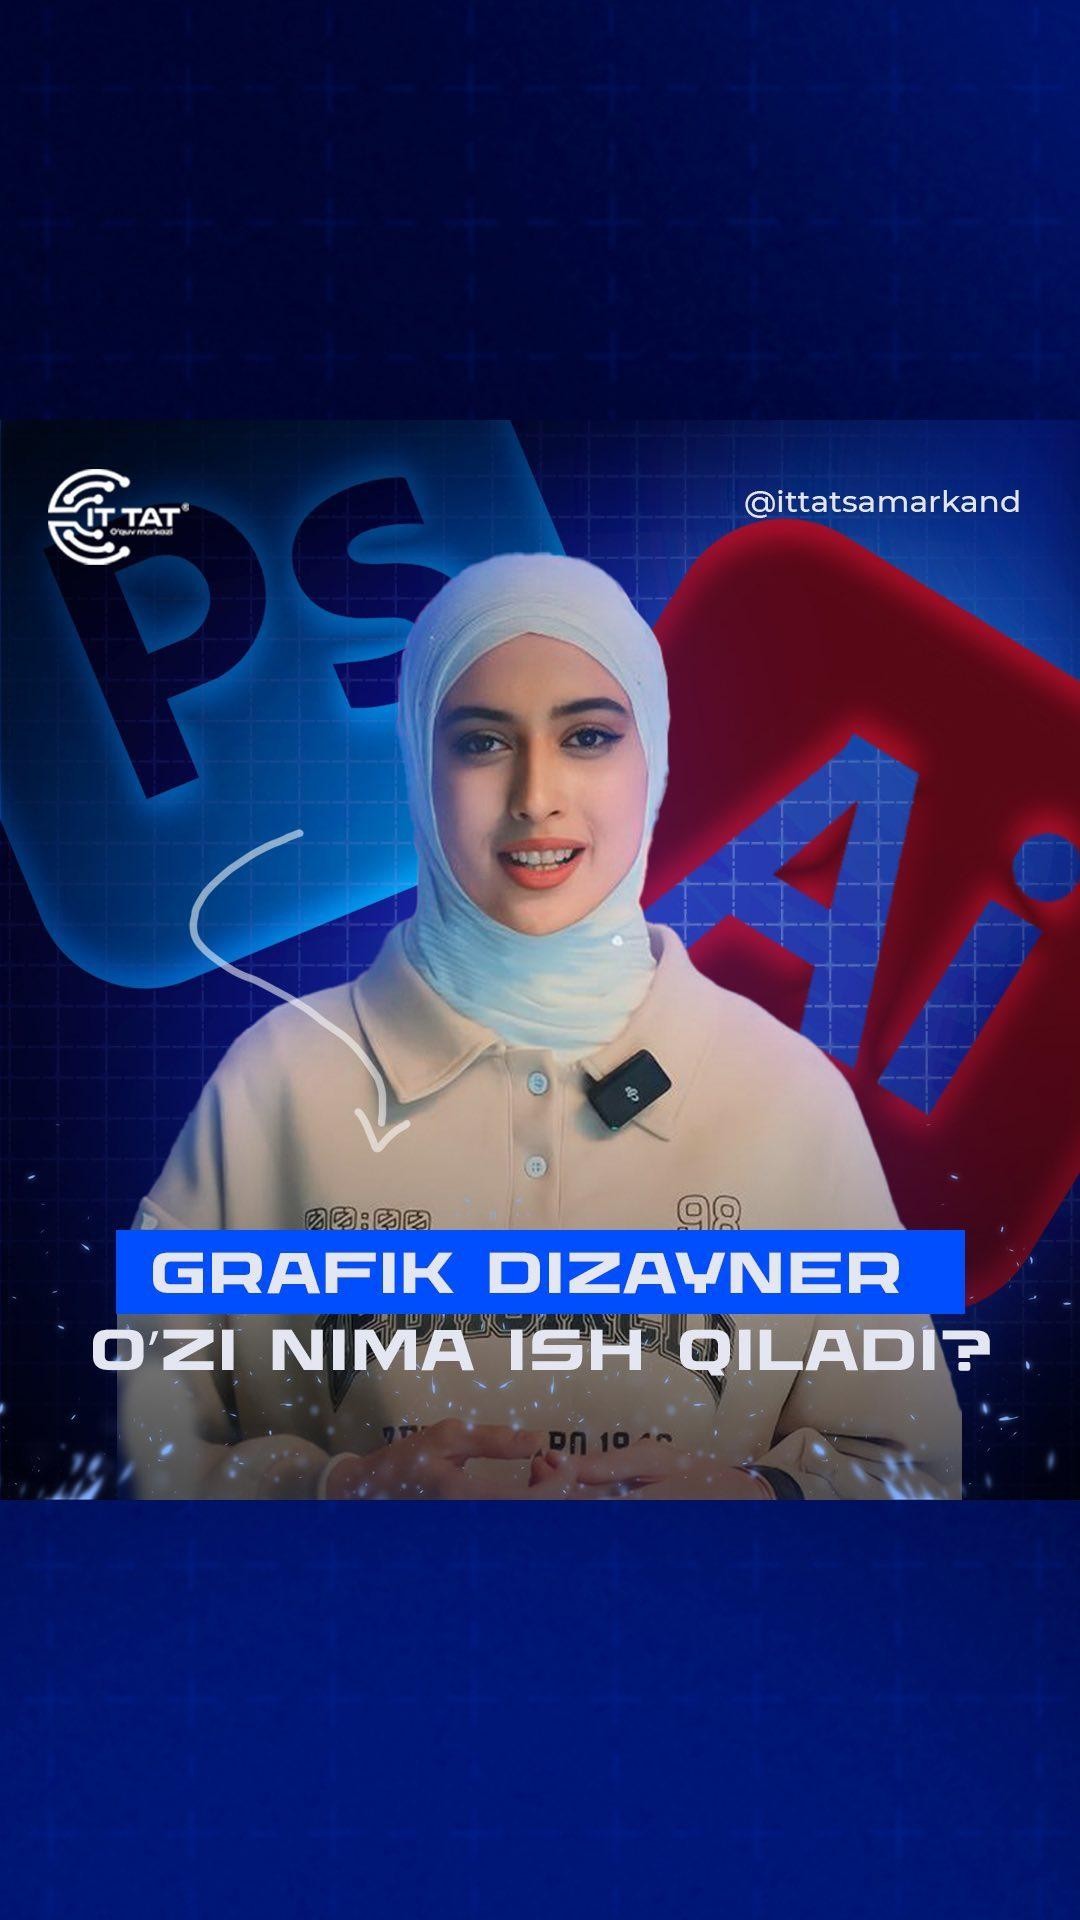 Ps
IT TAT®
O'quv markazi
@ittatsamarkand
Ai
98
GRAFIK DIZAYNER
O'ZI NIMA ISH QILADI?